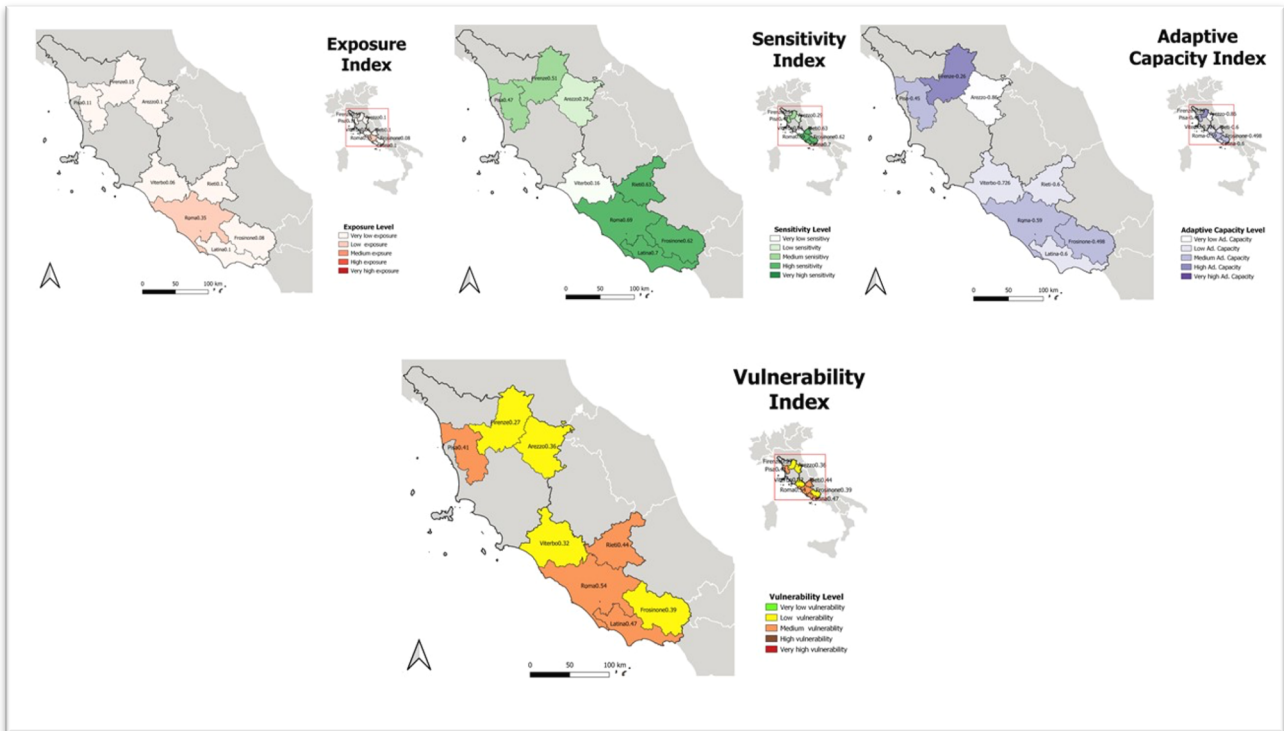 Exposure
Index
Firenze0.15
Pisa0.11
Arezzo0.1
Viterbo0.06
Rieti0.1
Roma0.35
Frosinone0.08
Latina0.1
Exposure Level
Very low exposure
Low exposure
Medium exposure
High exposure
Very high exposure
0 50 100 km
Sensitivity
Index
Firenze0.51
Pisa0.47
Arezzo0.25
Viterbo0.16
Rieti0.63
Roma0.69
Frosinone0.62
Latina0.7
Sensitivity Level
Very low sensitivy
Low sensitivity
Medium senisitivy
High sensitivity
Very high sensitivity
0 50 100 km
Adaptive
Capacity Index
Firenze-0.26
Pisa-0.45
Viterbo-0.726
Rieti-0.6
Roma-0.59
Frosinone-0.498
Latina-0.6
Adaptive Capacity Level
Very low Ad. Capacity
Low Ad. Capacity
Medium Ad. Capacity
High Ad. Capacity
Very high Ad. Capacity
0 50 100 km
Vulnerability
Index
Firenze0.27
Pisa0.41
Arezzo0.36
Viterbo0.32
Rieti0.44
Roma0.54
Frosinone0.39
Latina0.47
Vulnerability Level
Very low vulnerability
Low vulnerability
Medium vulnerablity
High vulnerability
Very high vulnerability
0 50 100 km